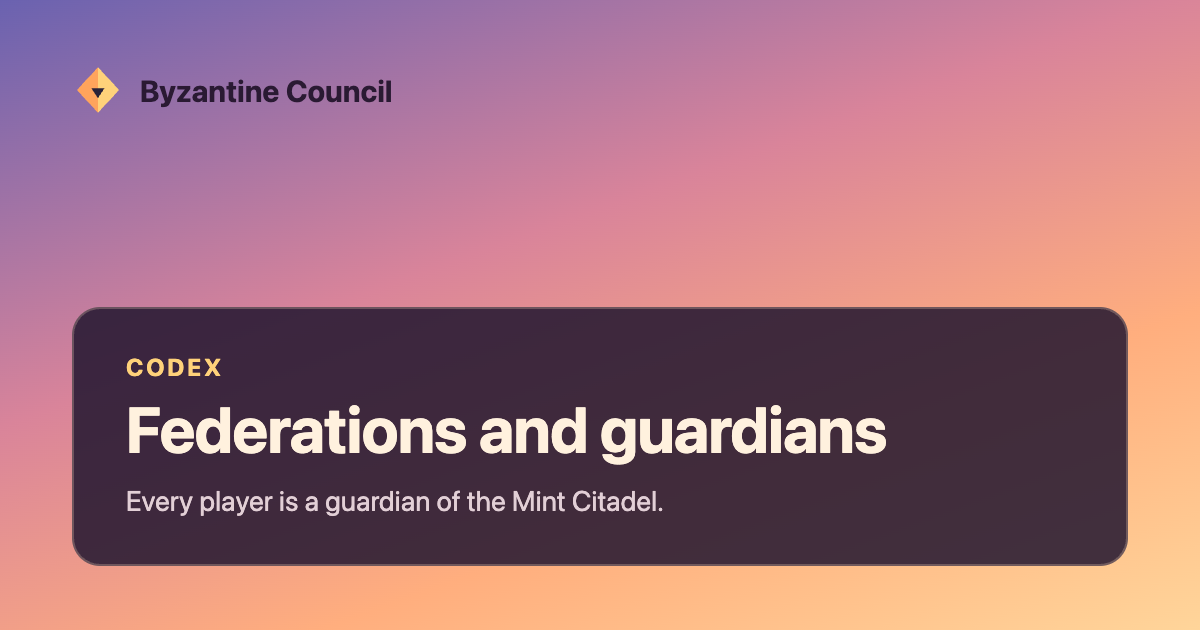 Byzantine Council
CODEX
Federations and guardians
Every player is a guardian of the Mint Citadel.